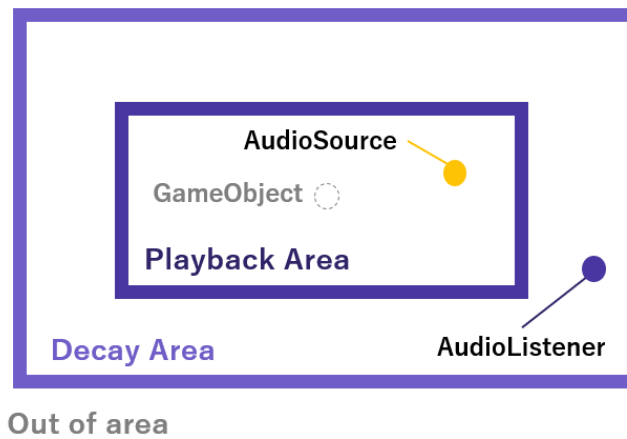 AudioSource
GameObject
Playback Area
Decay Area
AudioListener
Out of area